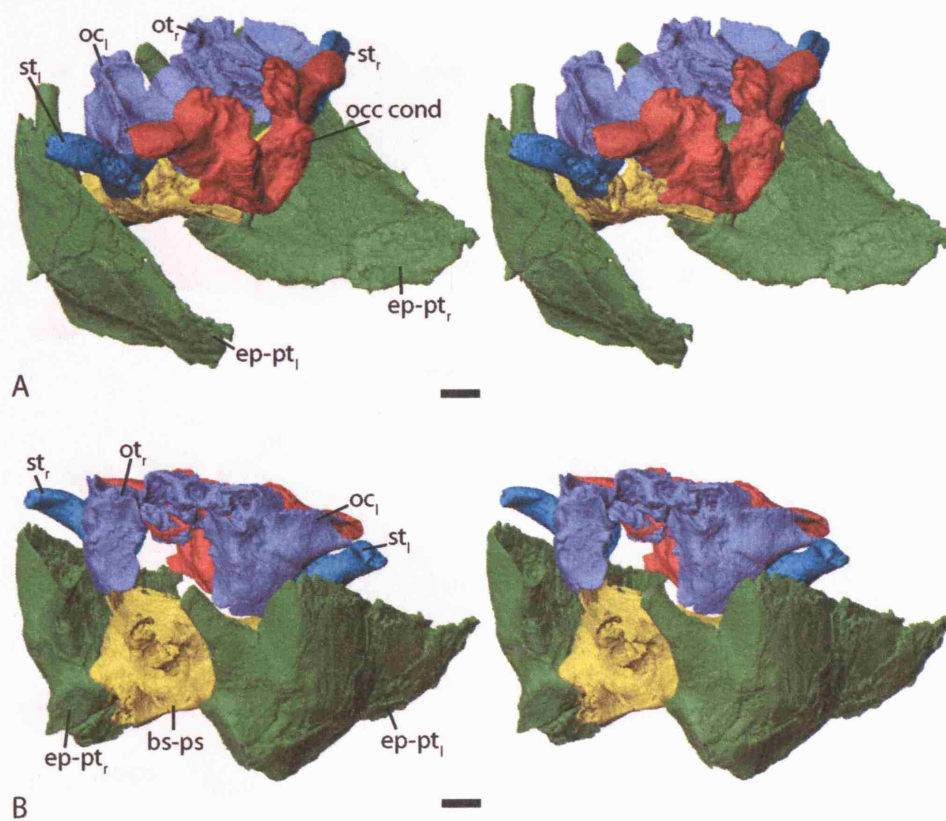 oc_l
ot_r
st_r
st_l
occ cond
ep-pt_r
ep-pt_l
A
ot_r
st_r
oc_l
st_l
bs-ps
ep-pt_r
ep-pt_l
B